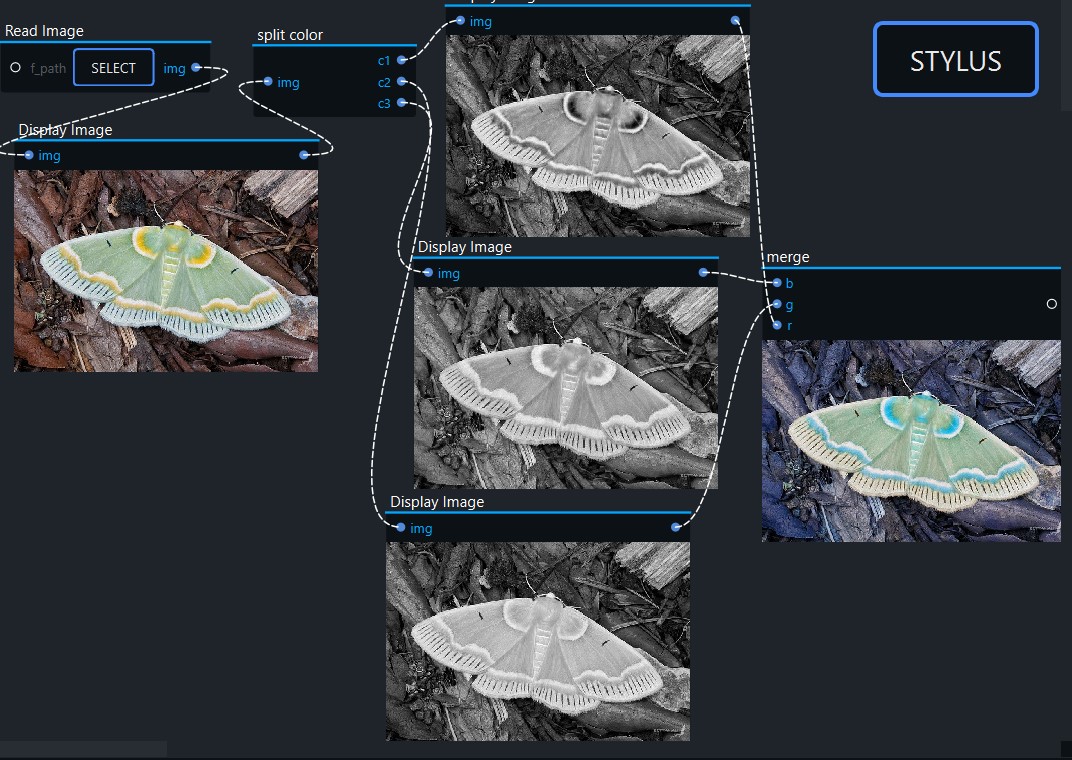 Read Image
f_path
SELECT
img
Display Image
img
split color
img
c1
c2
c3
img
Display Image
img
Display Image
img
merge
b
g
r
STYLUS